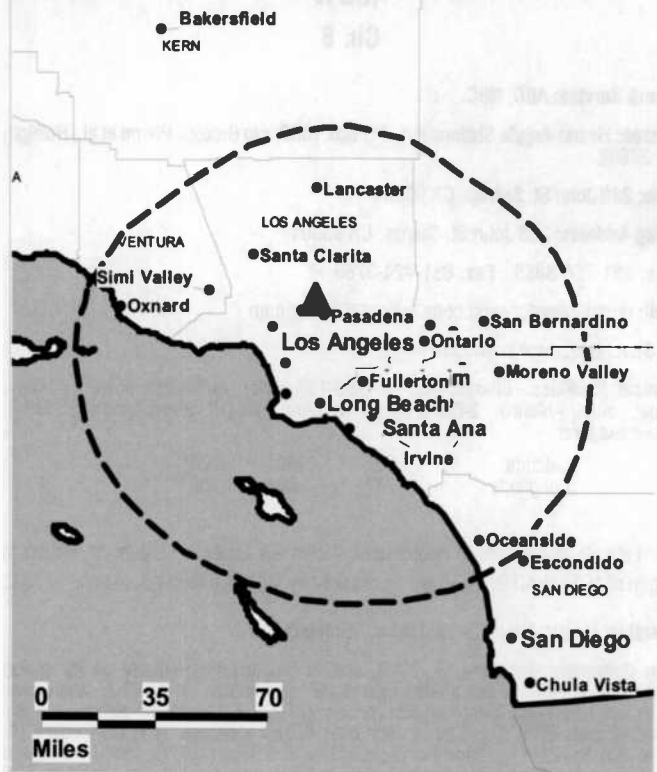 Bakersfield
KERN
A
Lancaster
LOS ANGELES
VENTURA
Santa Clarita
Simi Valley
Oxnard
Pasadena
San Bernardino
Los Angeles
Ontario
Moreno Valley
Fullerton
Long Beach
Santa Ana
Irvine
Oceanside
Escondido
SAN DIEGO
San Diego
Chula Vista
0 35 70
Miles